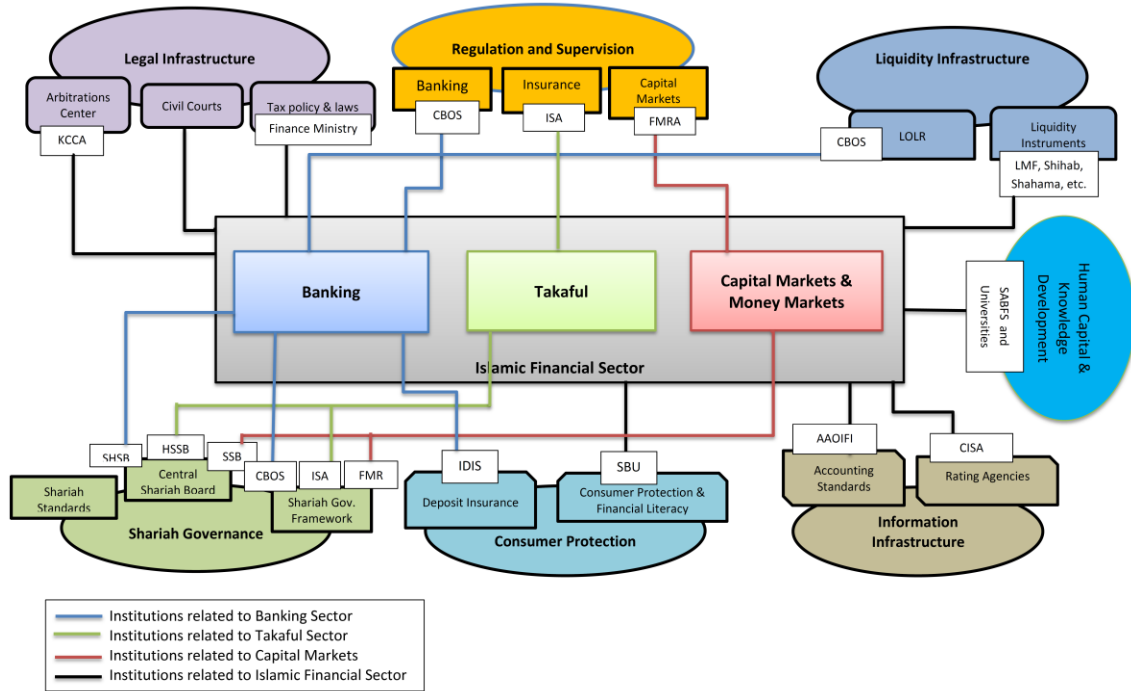 Legal Infrastructure
Arbitrations
Center
KCCA
Civil Courts
Tax policy & laws
Finance Ministry
Regulation and Supervision
Banking
CBOS
Insurance
ISA
Capital
Markets
FMRA
Liquidity Infrastructure
CBOS
LOLR
Liquidity
Instruments
LMF, Shihab,
Shahama, etc.
Banking
Takaful
Capital Markets &
Money Markets
Islamic Financial Sector
SABFS and
Universities
Human Capital &
Knowledge
Development
SHSB
HSSB
SSB
CBOS
ISA
FMR
Shariah
Standards
Central
Shariah Board
Shariah Gov.
Framework
Shariah Governance
IDIS
Deposit Insurance
SBU
Consumer Protection &
Financial Literacy
Consumer Protection
AAOIFI
Accounting
Standards
CISA
Rating Agencies
Information
Infrastructure
Institutions related to Banking Sector
Institutions related to Takaful Sector
Institutions related to Capital Markets
Institutions related to Islamic Financial Sector